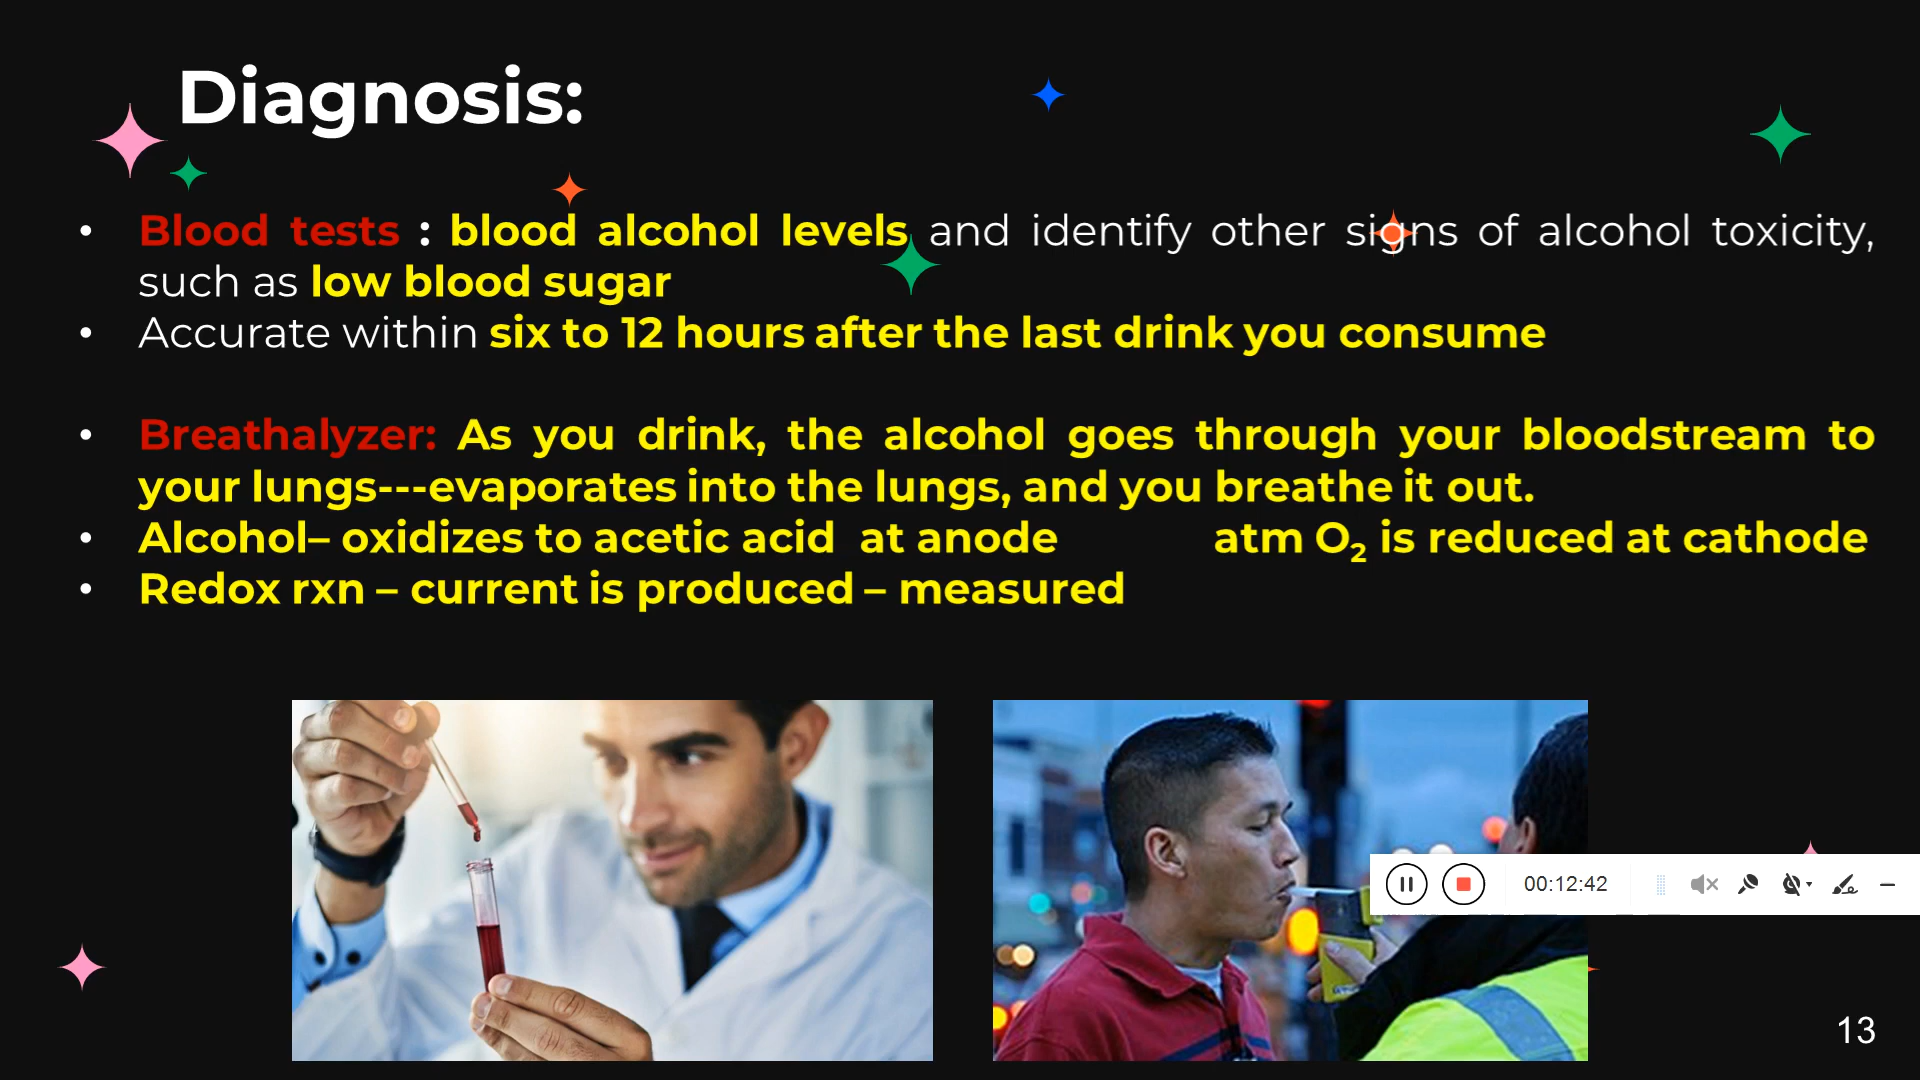 Diagnosis:
• Blood tests : blood alcohol levels and identify other signs of alcohol toxicity,
such as low blood sugar
• Accurate within six to 12 hours after the last drink you consume
• Breathalyzer: As you drink, the alcohol goes through your bloodstream to
your lungs---evaporates into the lungs, and you breathe it out.
• Alcohol– oxidizes to acetic acid at anode atm O₂ is reduced at cathode
• Redox rxn – current is produced – measured
00:12:42
13